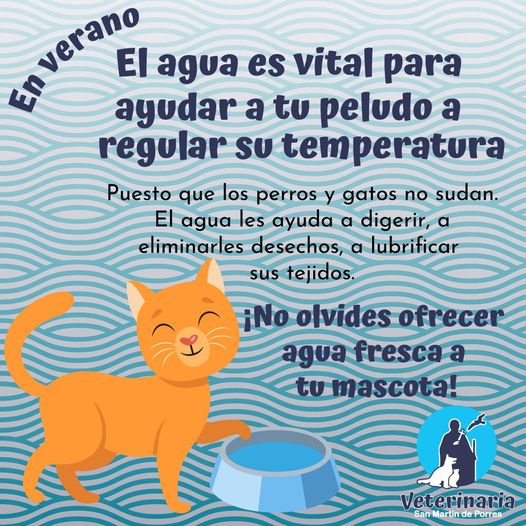 En verano
El agua es vital para
ayudar a tu peludo a
regular su temperatura
Puesto que los perros y gatos no sudan.
El agua les ayuda a digerir, a
eliminarles desechos, a lubrificar
sus tejidos.
¡No olvides ofrecer
agua fresca a
tu mascota!
Veterinaria
San Martin de Porres